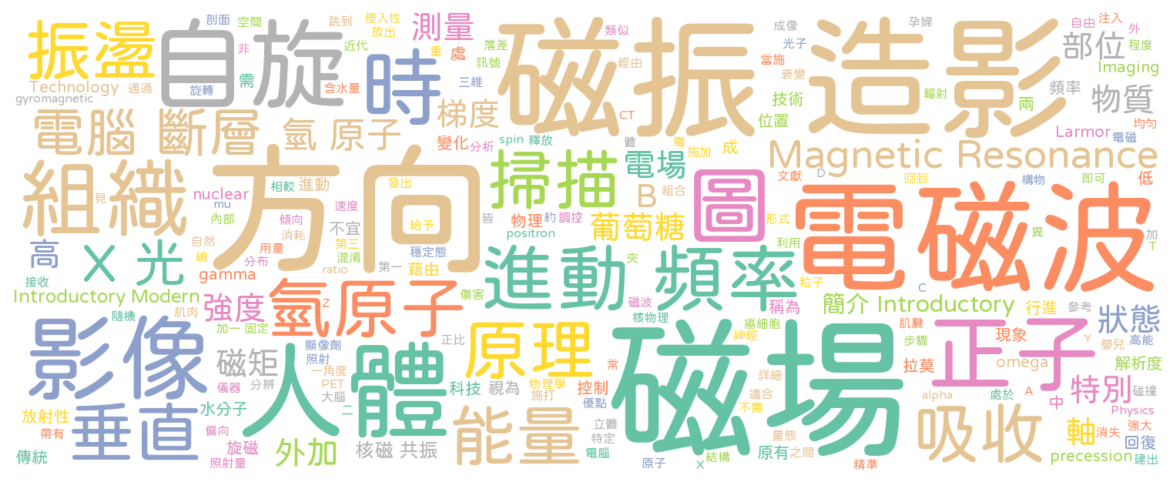 剖面 空間 跳到 侵入性 放出 測量 類似 成像 孕婦 自由 注入 外
振盪 自旋 非 近代 時 重 處 落差 訊號 磁振 造影 光子 當施 部位 程度 Imaging
Technology 通過 旋轉 需 含水量 梯度 三維 經由 衰變 輻射 技術 頻率 物質
gyromagnetic 電腦 斷層 氫 原子 變化 分析 spin 釋放 CT 位置 兩 Larmor 電磁 均勻
組織 見 nuclear mu 內部 相較 進動 方向 發出 給予 掃描 體 電場 電 施加 成 Magnetic Resonance
文獻 D 回到 構物 即可 低
高 X 光 自然 繞 傾向 消耗 速度 不宜 皆 物理 約 調控 positron B 組合 葡萄糖 圖 形式 電磁波 異 加 T
接收 gamma 用量 分布 第三 混淆 穩定態 ratio 第一 藉由 進動 頻率 夾 利用 粒子
Introductory Modern 隨機 肌肉 強度 加一 固定 氫原子 Z 傷害 磁波 核物理 稱為 簡介 Introductory C 行進 參考 狀態
影像 顯像劑 照射 磁矩 儀器 分辨 人體 正比 原理 常 癌細胞 神經 磁場 步驟 肌腱 拉莫 正子 現象 omega Y 嬰兒 高能 解析度
放射性 帶有 垂直 水分子 偏向 PET 一角度 大腦 二 科技 視為 物理學 施打 控制 優點 詳細 適合 不需 alpha 處於 A 中 特別 碰撞 Physics
傳統 旋磁 照射量 外加 核磁 共振 能量 立體 特定 電腦 原子 X 結構 量態 原有 之間 精準 吸收 軸 消失 強大 回復 precession 建出